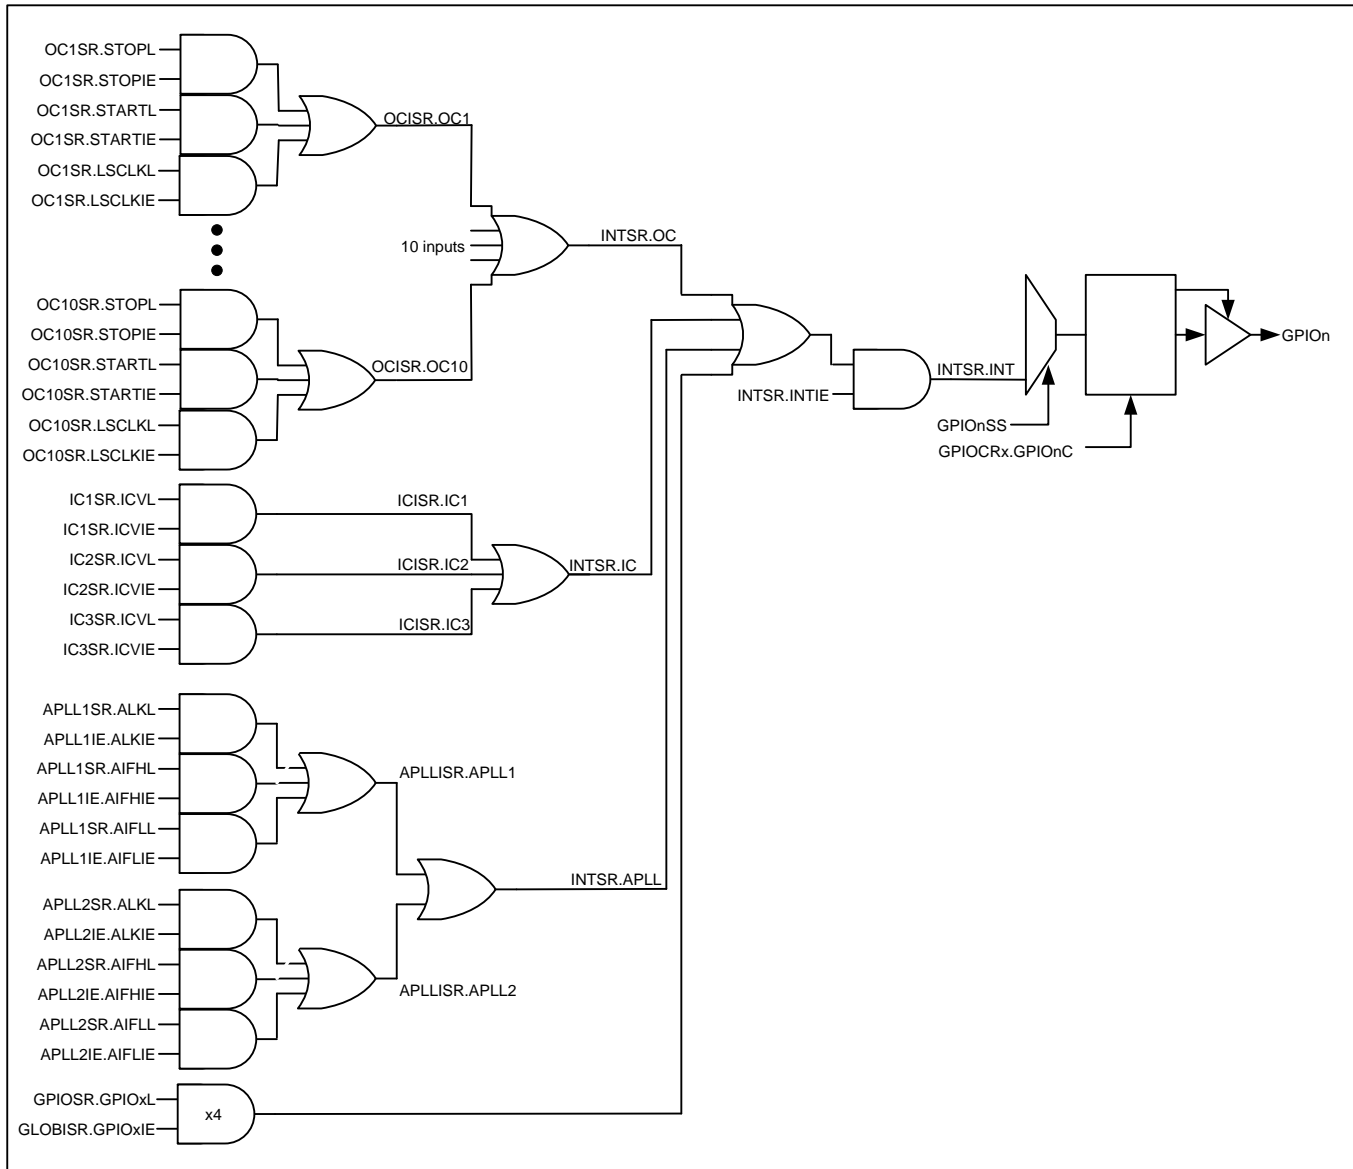 OC1SR.STOPL
OC1SR.STOPIE
OC1SR.STARTL
OC1SR.STARTIE
OC1SR.LSCLKL
OC1SR.LSCLKIE
OCISR.OC1
10 inputs
INTSR.OC
OC10SR.STOPL
OC10SR.STOPIE
OC10SR.STARTL
OC10SR.STARTIE
OC10SR.LSCLKL
OC10SR.LSCLKIE
OCISR.OC10
INTSR.INTIE
INTSR.INT
GPIOnSS
GPIOCRx.GPIOnC
GPIOn
IC1SR.ICVL
IC1SR.ICVIE
IC2SR.ICVL
IC2SR.ICVIE
IC3SR.ICVL
IC3SR.ICVIE
ICISR.IC1
ICISR.IC2
ICISR.IC3
INTSR.IC
APLL1SR.ALKL
APLL1IE.ALKIE
APLL1SR.AIFHL
APLL1IE.AIFHIE
APLL1SR.AIFLL
APLL1IE.AIFLIE
APLLISR.APLL1
INTSR.APLL
APLL2SR.ALKL
APLL2IE.ALKIE
APLL2SR.AIFHL
APLL2IE.AIFHIE
APLL2SR.AIFLL
APLL2IE.AIFLIE
APLLISR.APLL2
GPIOSR.GPIOxL
GLOBISR.GPIOxIE
x4